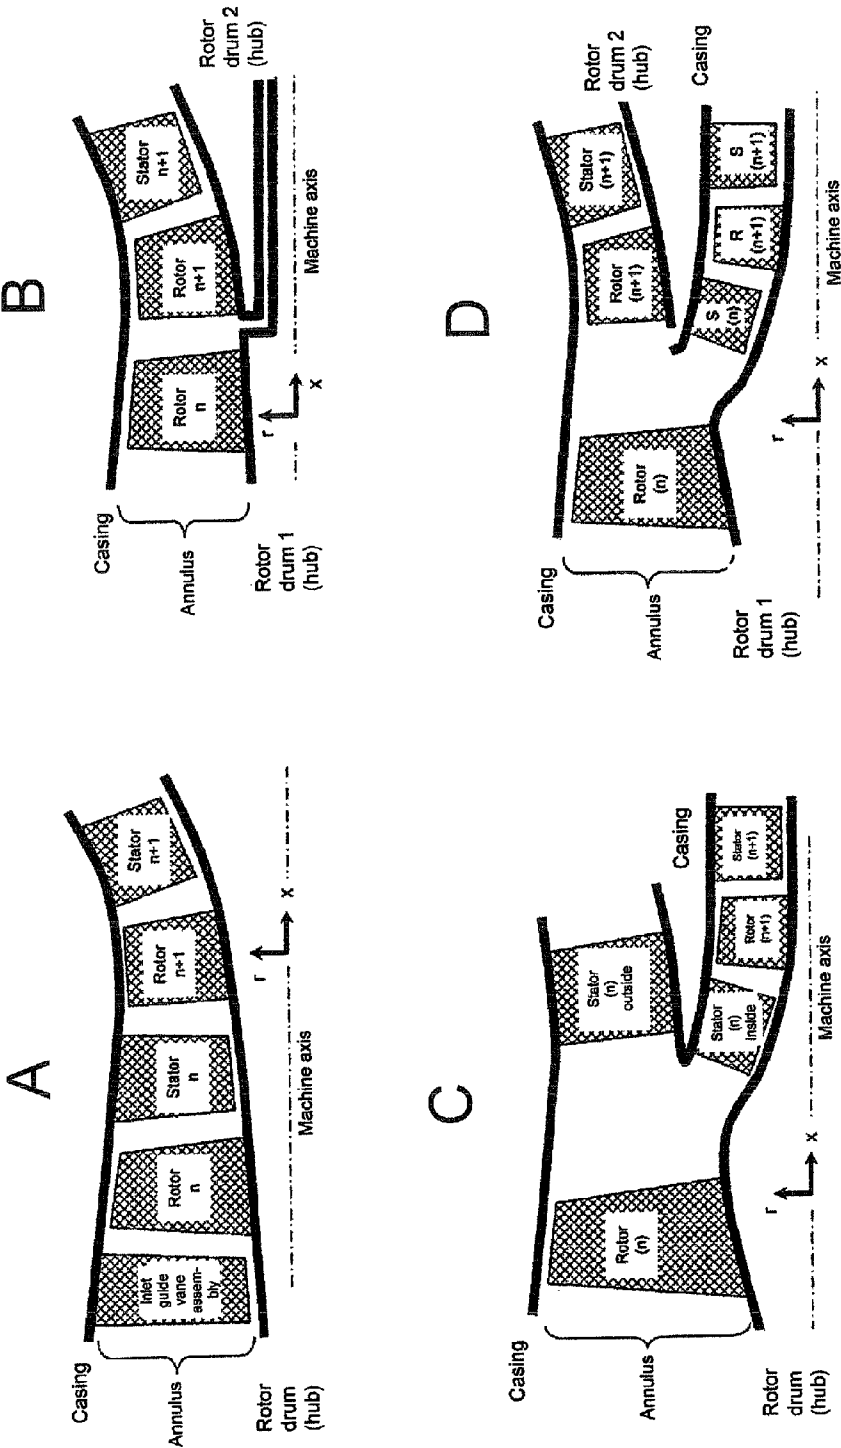 A
Casing
Annulus
Rotor
drum
(hub)
Inlet
guide
vane
assem-
bly
Rotor
n
Stator
n
Rotor
n+1
Stator
n+1
r
x
Machine axis
B
Casing
Annulus
Rotor
drum 1
(hub)
Rotor
n
Rotor
n+1
Stator
n+1
Rotor
drum 2
(hub)
r
x
Machine axis
C
Casing
Annulus
Rotor
drum
(hub)
Rotor
(n)
Stator
(n)
outside
Casing
Stator
(n)
Inside
Rotor
(n+1)
Stator
(n+1)
r
x
Machine axis
D
Casing
Annulus
Rotor
drum 1
(hub)
Rotor
(n)
Rotor
(n+1)
Stator
(n+1)
Rotor
drum 2
(hub)
Casing
S
(n)
R
(n+1)
S
(n+1)
r
x
Machine axis